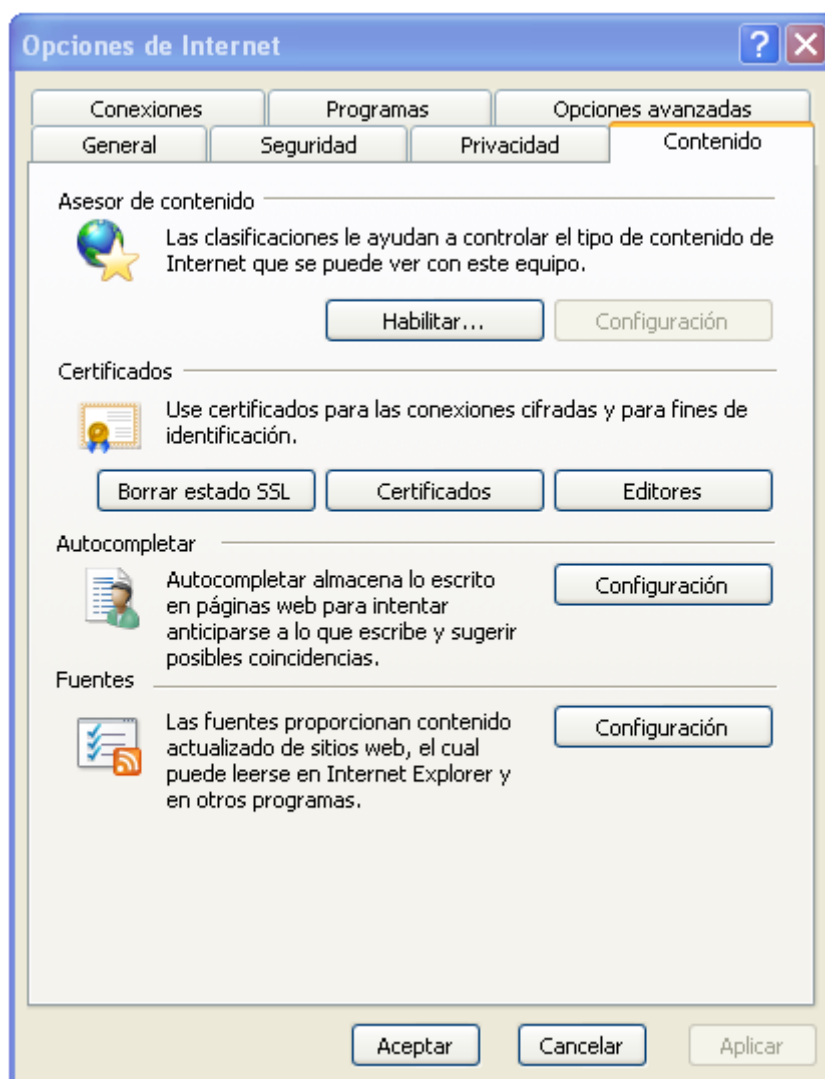 Opciones de Internet
Conexiones
Programas
Opciones avanzadas
General
Seguridad
Privacidad
Contenido
Asesor de contenido
Las clasificaciones le ayudan a controlar el tipo de contenido de
Internet que se puede ver con este equipo.
Habilitar...
Configuración
Certificados
Use certificados para las conexiones cifradas y para fines de
identificación.
Borrar estado SSL
Certificados
Editores
Autocompletar
Autocompletar almacena lo escrito
en páginas web para intentar
anticiparse a lo que escribe y sugerir
posibles coincidencias.
Configuración
Fuentes
Las fuentes proporcionan contenido
actualizado de sitios web, el cual
puede leerse en Internet Explorer y
en otros programas.
Configuración
Aceptar
Cancelar
Aplicar